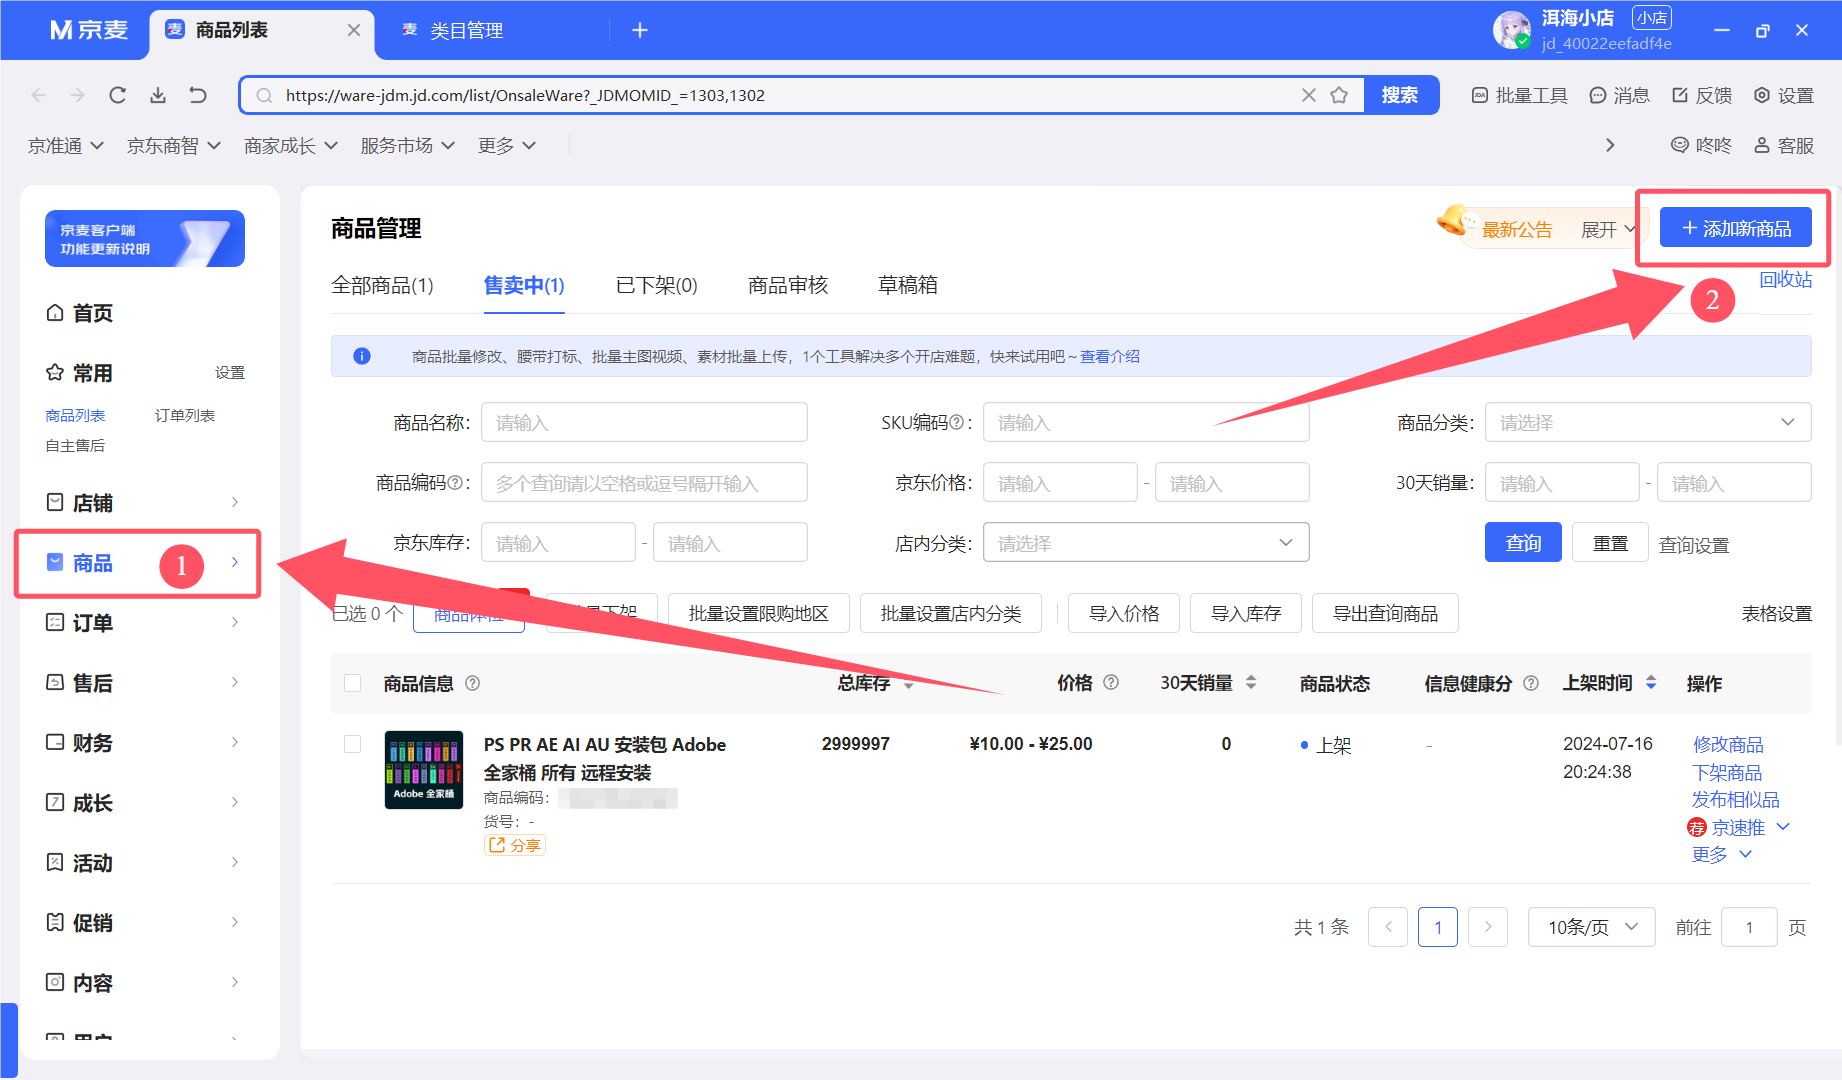 京麦
商品列表
类目管理
洱海小店 小店
jd_40022eefadf4e
https://ware-jdm.jd.com/list/OnsaleWare?_JDMOMID_=1303,1302
搜索
批量工具
消息
反馈
设置
京准通
京东商智
商家成长
服务市场
更多
咚咚
客服
京麦客户端
功能更新说明
首页
常用 设置
商品列表 订单列表
自主售后
店铺
商品 1
订单
售后
财务
成长
活动
促销
内容
商品管理
最新公告 展开
添加新商品
2
回收站
全部商品(1) 售卖中(1) 已下架(0) 商品审核 草稿箱
商品批量修改、腰带打标、批量主图视频、素材批量上传，1个工具解决多个开店难题，快来试用吧～查看介绍
商品名称： 请输入 SKU编码： 请输入 商品分类： 请选择
商品编码： 多个查询请以空格或逗号隔开输入 京东价格： 请输入 - 请输入 30天销量： 请输入 - 请输入
京东库存： 请输入 - 请输入 店内分类： 请选择 查询 重置 查询设置
已选 0 个 批量设置限购地区 批量设置店内分类 导入价格 导入库存 导出查询商品 表格设置
商品信息 总库存 价格 30天销量 商品状态 信息健康分 上架时间 操作
PS PR AE AI AU 安装包 Adobe 全家桶 所有 远程安装
Adobe 全家桶
商品编码：
货号： -
分享
2999997
¥10.00 - ¥25.00
0
上架
-
2024-07-16
20:24:38
修改商品
下架商品
发布相似品
荐 京速推
更多
共 1 条 1 10条/页 前往 1 页